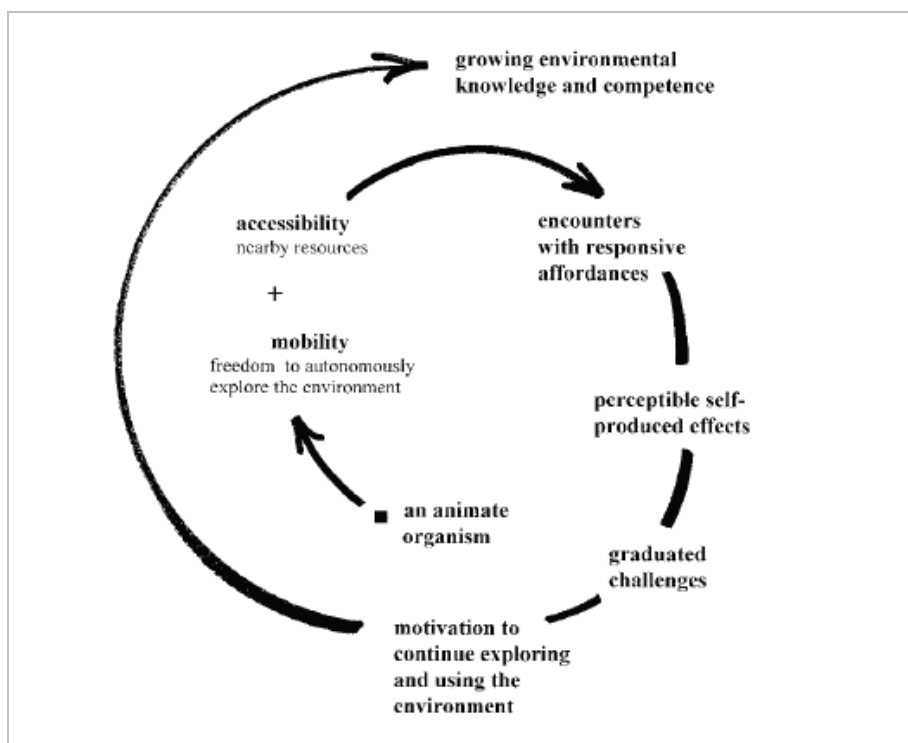 growing environmental
knowledge and competence
accessibility
nearby resources
+
mobility
freedom to autonomously
explore the environment
an animate
organism
encounters
with responsive
affordances
perceptible self-
produced effects
graduated
challenges
motivation to
continue exploring
and using the
environment